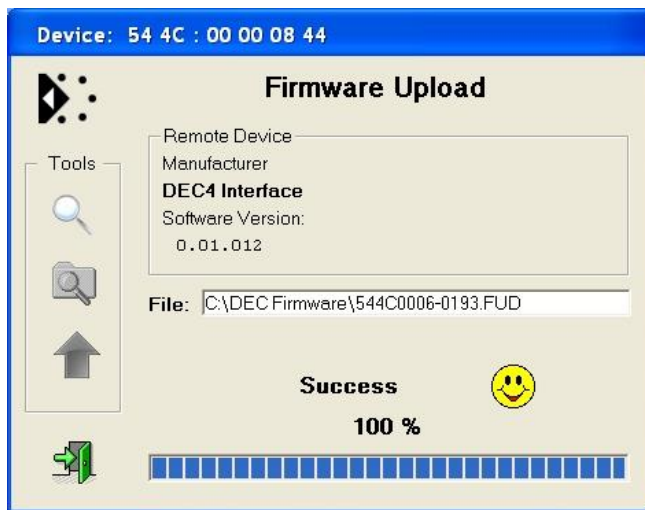 Device: 54 4C : 00 00 08 44
Firmware Upload
Tools
Remote Device
Manufacturer
DEC4 Interface
Software Version:
0.01.012
File: C:\DEC Firmware\544C0006-0193.FUD
Success
100 %